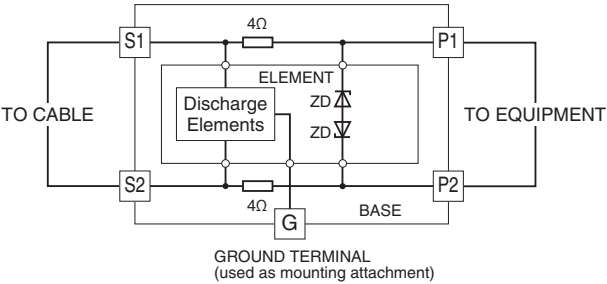 4Ω
S1
P1
ELEMENT
ZD
Discharge
Elements
TO CABLE
TO EQUIPMENT
ZD
S2
P2
4Ω
G
BASE
GROUND TERMINAL
(used as mounting attachment)